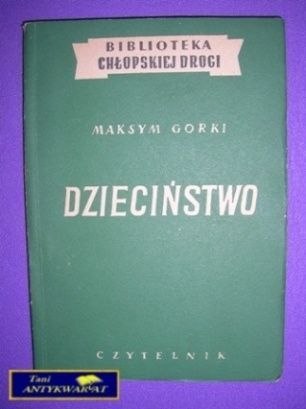 BIBLIOTEKA
CHŁOPSKIEJ DROGI
MAKSYM GORKI
DZIECIŃSTWO
CZYTELNIK
Tani
ANTYKWARIAT